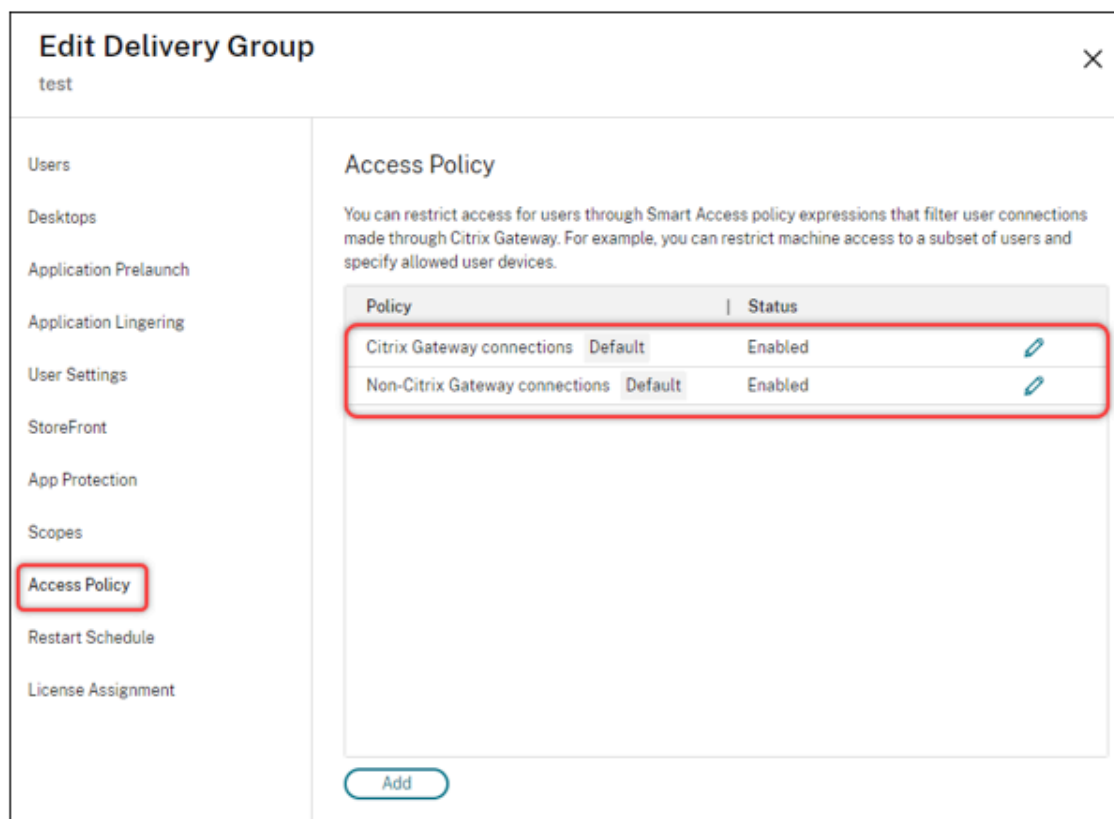 Edit Delivery Group
test
Users
Desktops
Application Prelaunch
Application Lingering
User Settings
StoreFront
App Protection
Scopes
Access Policy
Restart Schedule
License Assignment
Access Policy
You can restrict access for users through Smart Access policy expressions that filter user connections
made through Citrix Gateway. For example, you can restrict machine access to a subset of users and
specify allowed user devices.
Policy | Status
Citrix Gateway connections Default Enabled
Non-Citrix Gateway connections Default Enabled
Add